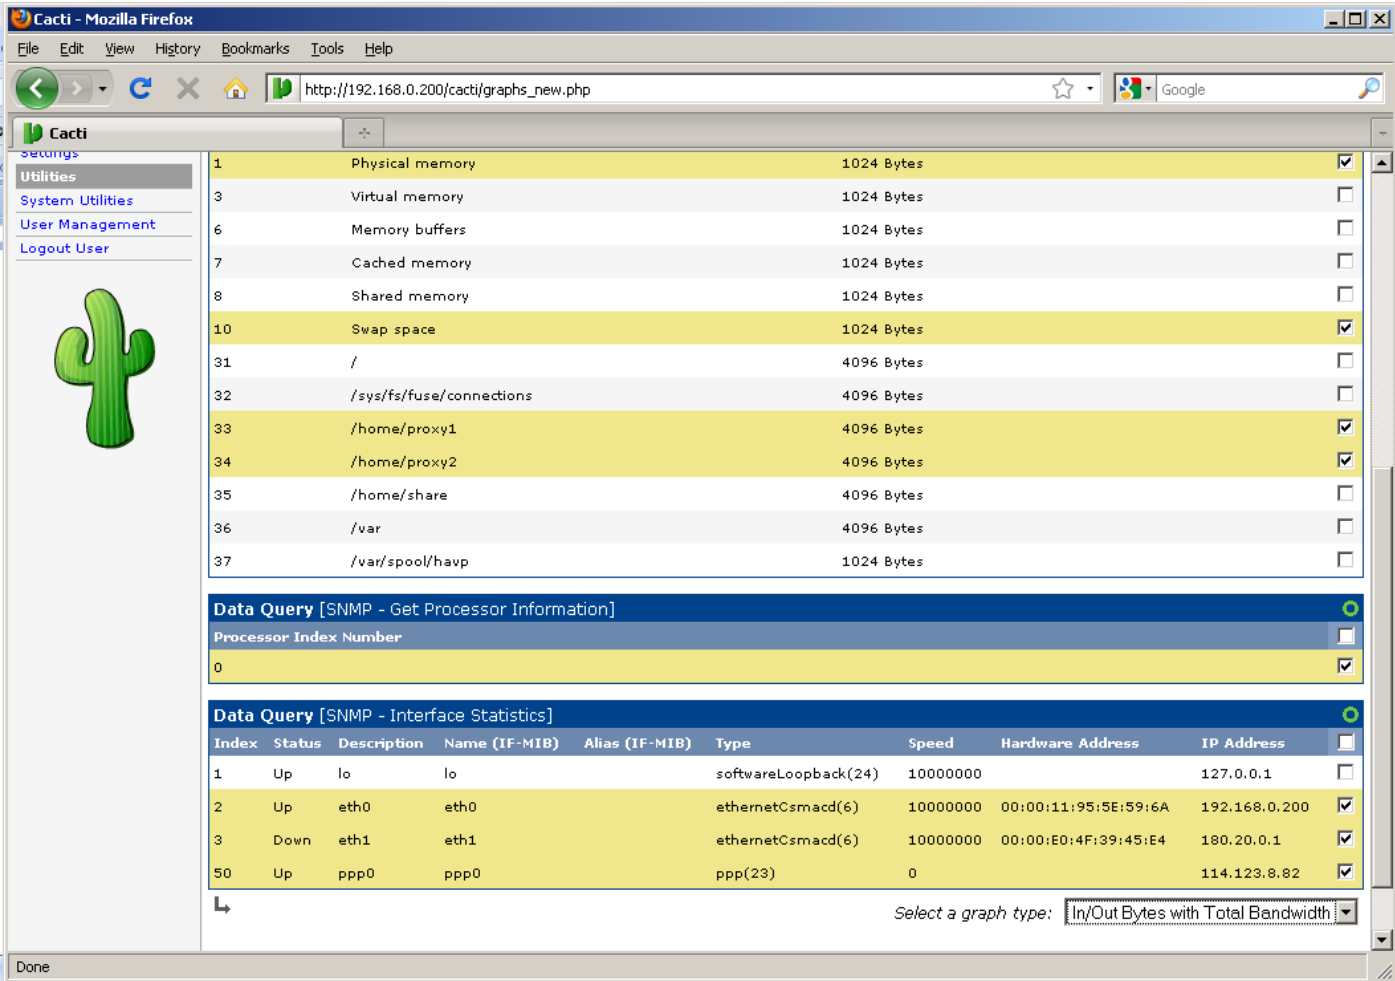 Cacti - Mozilla Firefox
File Edit View History Bookmarks Tools Help
http://192.168.0.200/cacti/graphs_new.php
Google
Cacti
Settings
Utilities
System Utilities
User Management
Logout User
1 Physical memory 1024 Bytes
3 Virtual memory 1024 Bytes
6 Memory buffers 1024 Bytes
7 Cached memory 1024 Bytes
8 Shared memory 1024 Bytes
10 Swap space 1024 Bytes
31 / 4096 Bytes
32 /sys/fs/fuse/connections 4096 Bytes
33 /home/proxy1 4096 Bytes
34 /home/proxy2 4096 Bytes
35 /home/share 4096 Bytes
36 /var 4096 Bytes
37 /var/spool/havp 1024 Bytes
Data Query [SNMP - Get Processor Information]
Processor Index Number
0
Data Query [SNMP - Interface Statistics]
Index Status Description Name (IF-MIB) Alias (IF-MIB) Type Speed Hardware Address IP Address
1 Up lo lo softwareLoopback(24) 10000000 127.0.0.1
2 Up eth0 eth0 ethernetCsmacd(6) 10000000 00:00:11:95:5E:59:6A 192.168.0.200
3 Down eth1 eth1 ethernetCsmacd(6) 10000000 00:00:E0:4F:39:45:E4 180.20.0.1
50 Up ppp0 ppp0 ppp(23) 0 114.123.8.82
Select a graph type: In/Out Bytes with Total Bandwidth
Done